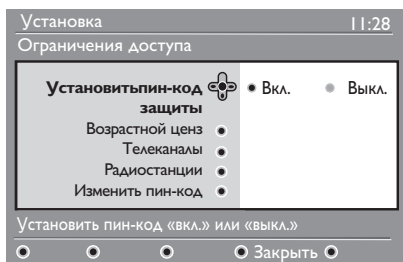 Установка 11:28
Ограничения доступа
Установитьпин-код
защиты
Вкл. Выкл.
Возрастной ценз
Телеканалы
Радиостанции
Изменить пин-код
Установить пин-код «вкл.» или «выкл.»
Закрыть